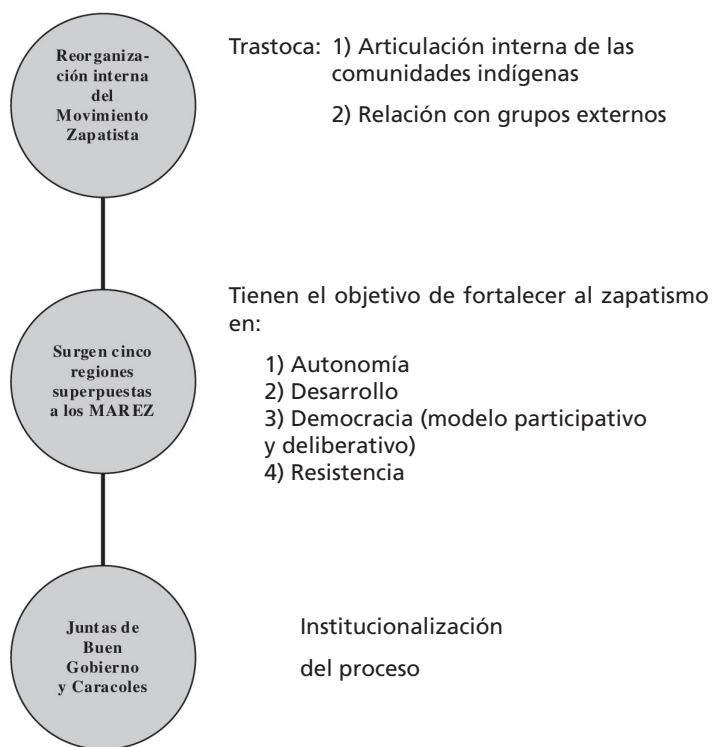 Reorganiza-
ción interna
del
Movimiento
Zapatista
Trastoca: 1) Articulación interna de las
comunidades indígenas
2) Relación con grupos externos
Surgen cinco
regiones
superpuestas
a los MAREZ
Tienen el objetivo de fortalecer al zapatismo
en:
1) Autonomía
2) Desarrollo
3) Democracia (modelo participativo
y deliberativo)
4) Resistencia
Juntas de
Buen
Gobierno
y Caracoles
Institucionalización
del proceso